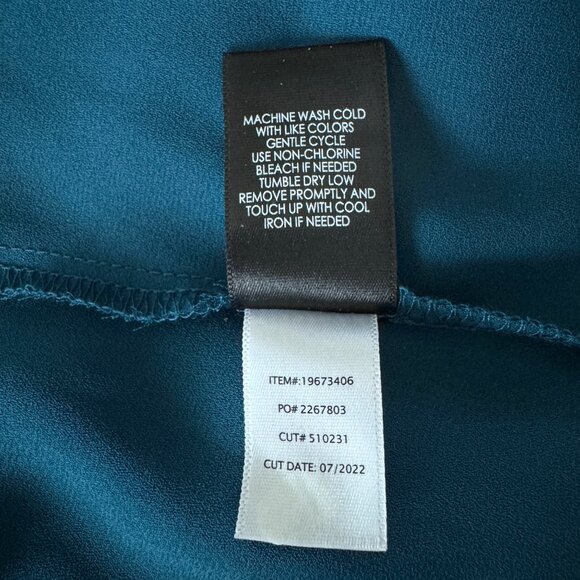 MACHINE WASH COLD
WITH LIKE COLORS
GENTLE CYCLE
USE NON-CHLORINE
BLEACH IF NEEDED
TUMBLE DRY LOW
REMOVE PROMPTLY AND
TOUCH UP WITH COOL
IRON IF NEEDED
ITEM#:19673406
PO# 2267803
CUT# 510231
CUT DATE: 07/2022